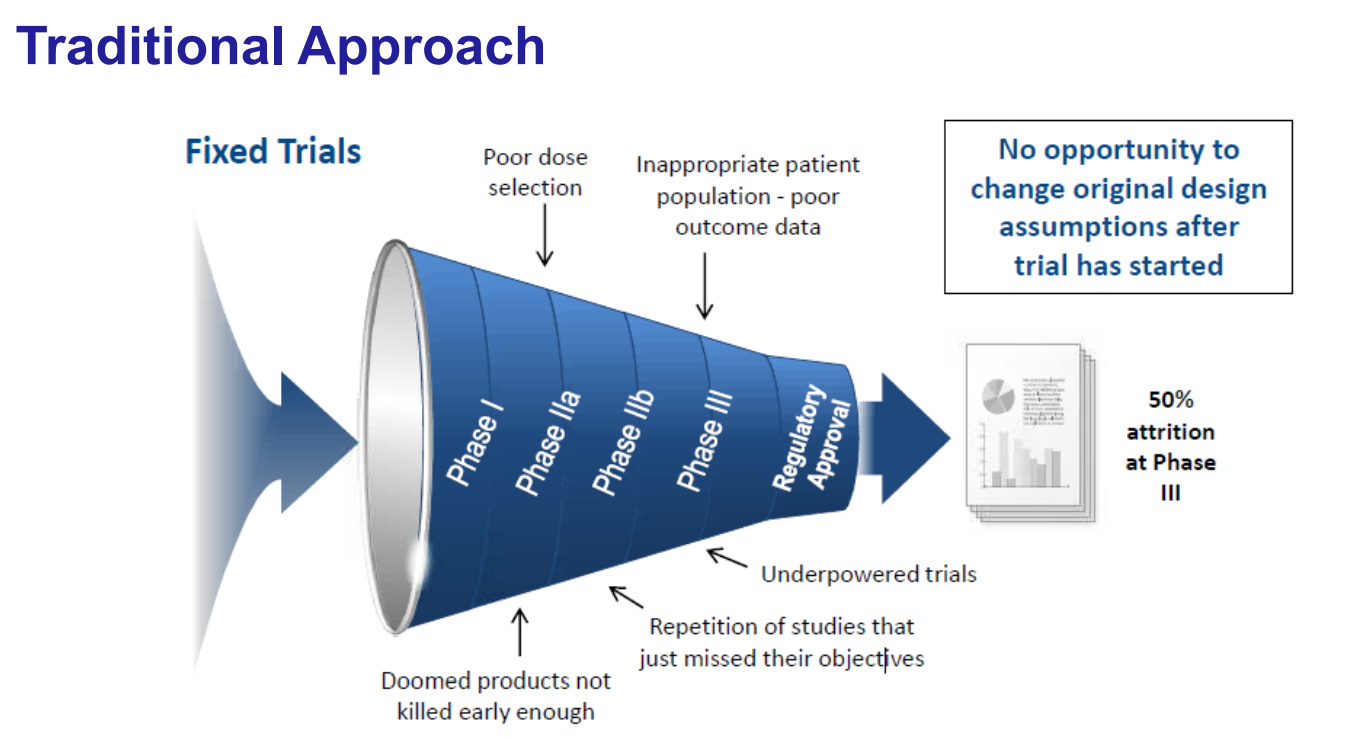 Traditional Approach
Fixed Trials
Poor dose
selection
Inappropriate patient
population - poor
outcome data
No opportunity to
change original design
assumptions after
trial has started
Phase I
Phase IIa
Phase IIb
Phase III
Regulatory
Approval
50%
attrition
at Phase
III
Underpowered trials
Repetition of studies that
just missed their objectives
Doomed products not
killed early enough